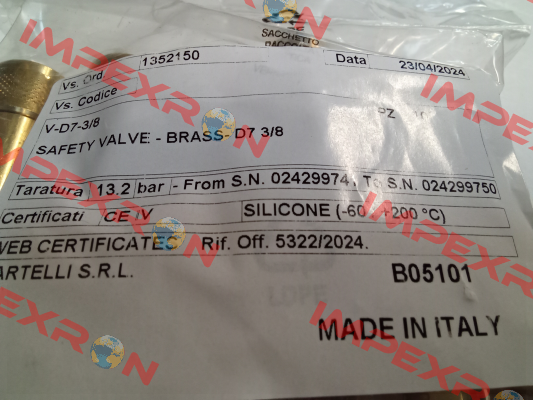 SACCHETTO
Vs. Ord. 1352150 Data 23/04/2024
Vs. Codice
V-D7-3/8 PZ
SAFETY VALVE - BRASS- D7 3/8
Taratura 13,2 bar - From S.N. 02429974 To S.N. 024299750
Certificati CE IV SILICONE (-60 +200 °C)
WEB CERTIFICATE Rif. Off. 5322/2024.
ARTELLI S.R.L. B05101
LDPE
MADE IN ITALY
IMPEXRON